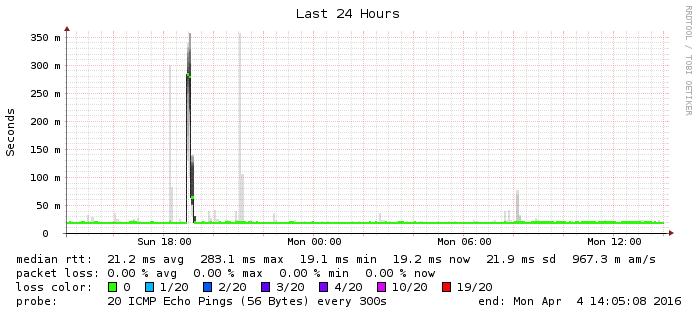 Last 24 Hours
RRDTOOL / TOBI OETIKER
Seconds
350 m
300 m
250 m
200 m
150 m
100 m
50 m
0
Sun 18:00 Mon 00:00 Mon 06:00 Mon 12:00
median rtt: 21.2 ms avg 283.1 ms max 19.1 ms min 19.2 ms now 21.9 ms sd 967.3 m am/s
packet loss: 0.00 % avg 0.00 % max 0.00 % min 0.00 % now
loss color: 0 1/20 2/20 3/20 4/20 10/20 19/20
probe: 20 ICMP Echo Pings (56 Bytes) every 300s end: Mon Apr 4 14:05:08 2016